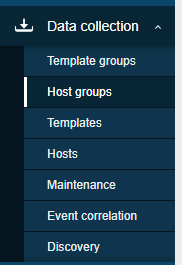 Data collection
Template groups
Host groups
Templates
Hosts
Maintenance
Event correlation
Discovery